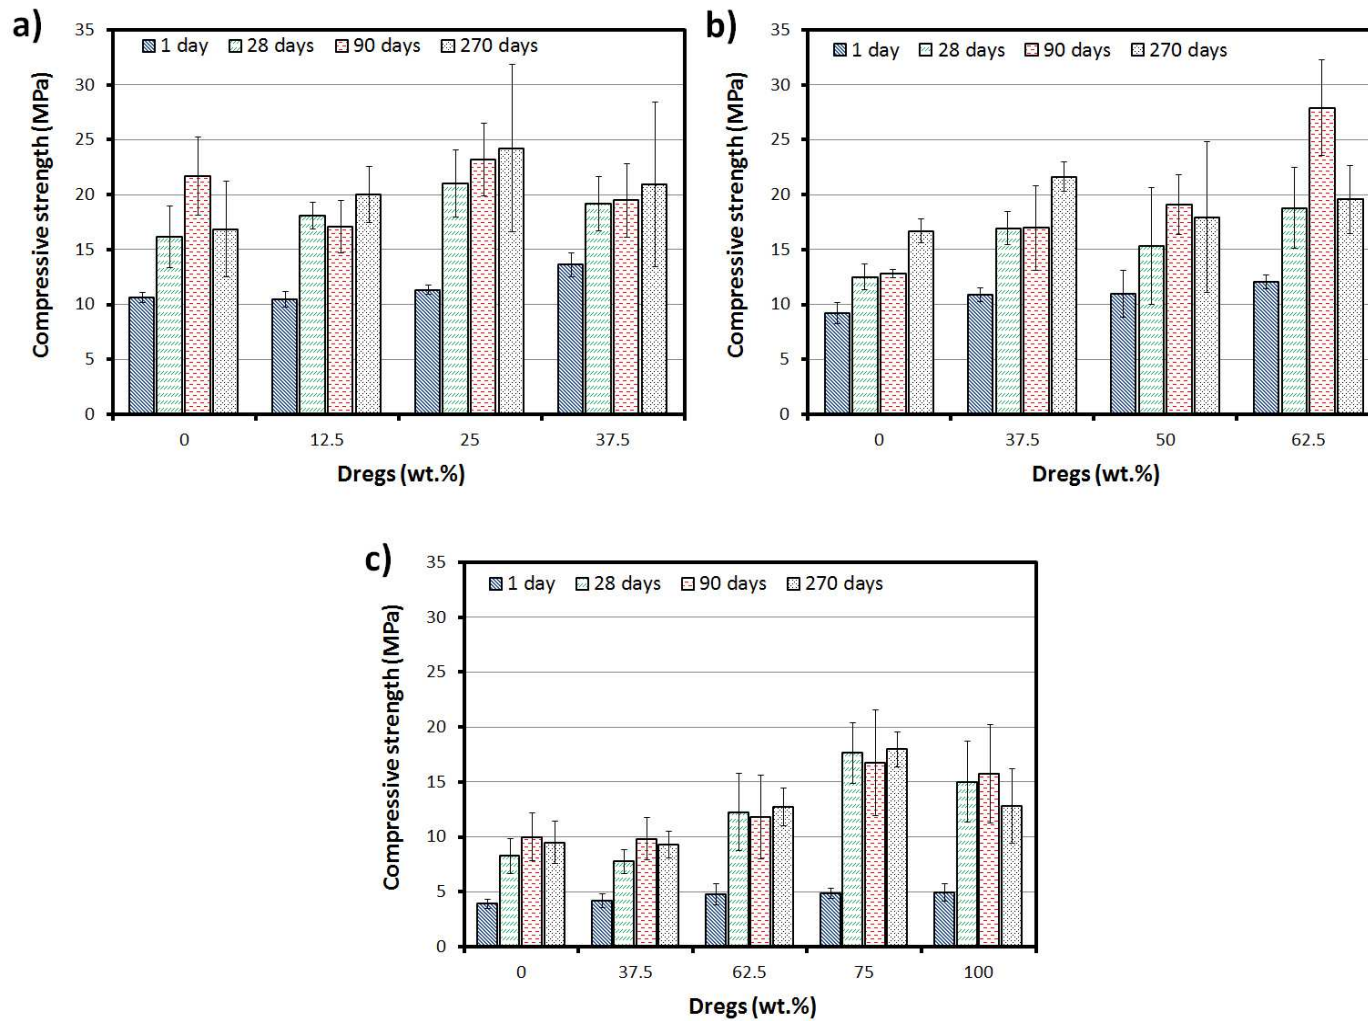 a)
Compressive strength (MPa)
35
30
25
20
15
10
5
0
1 day 28 days 90 days 270 days
0 12.5 25 37.5
Dregs (wt.%)
b)
Compressive strength (MPa)
35
30
25
20
15
10
5
0
1 day 28 days 90 days 270 days
0 37.5 50 62.5
Dregs (wt.%)
c)
Compressive strength (MPa)
35
30
25
20
15
10
5
0
1 day 28 days 90 days 270 days
0 37.5 62.5 75 100
Dregs (wt.%)